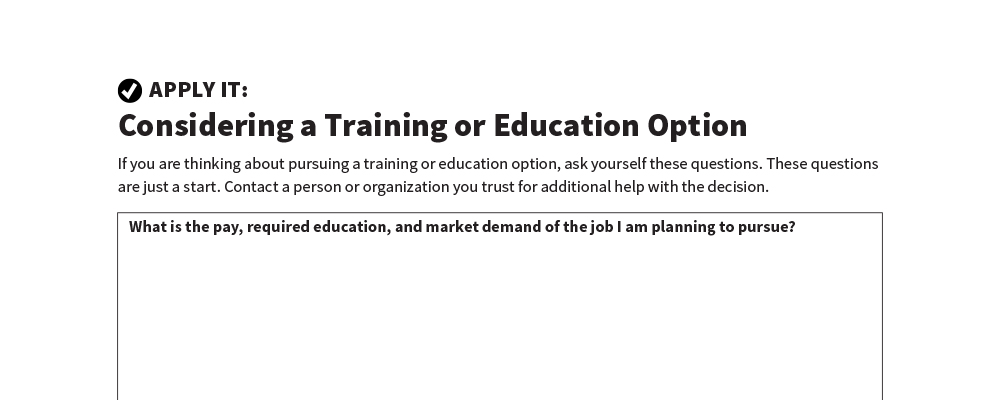 APPLY IT:
Considering a Training or Education Option
If you are thinking about pursuing a training or education option, ask yourself these questions. These questions
are just a start. Contact a person or organization you trust for additional help with the decision.
What is the pay, required education, and market demand of the job I am planning to pursue?